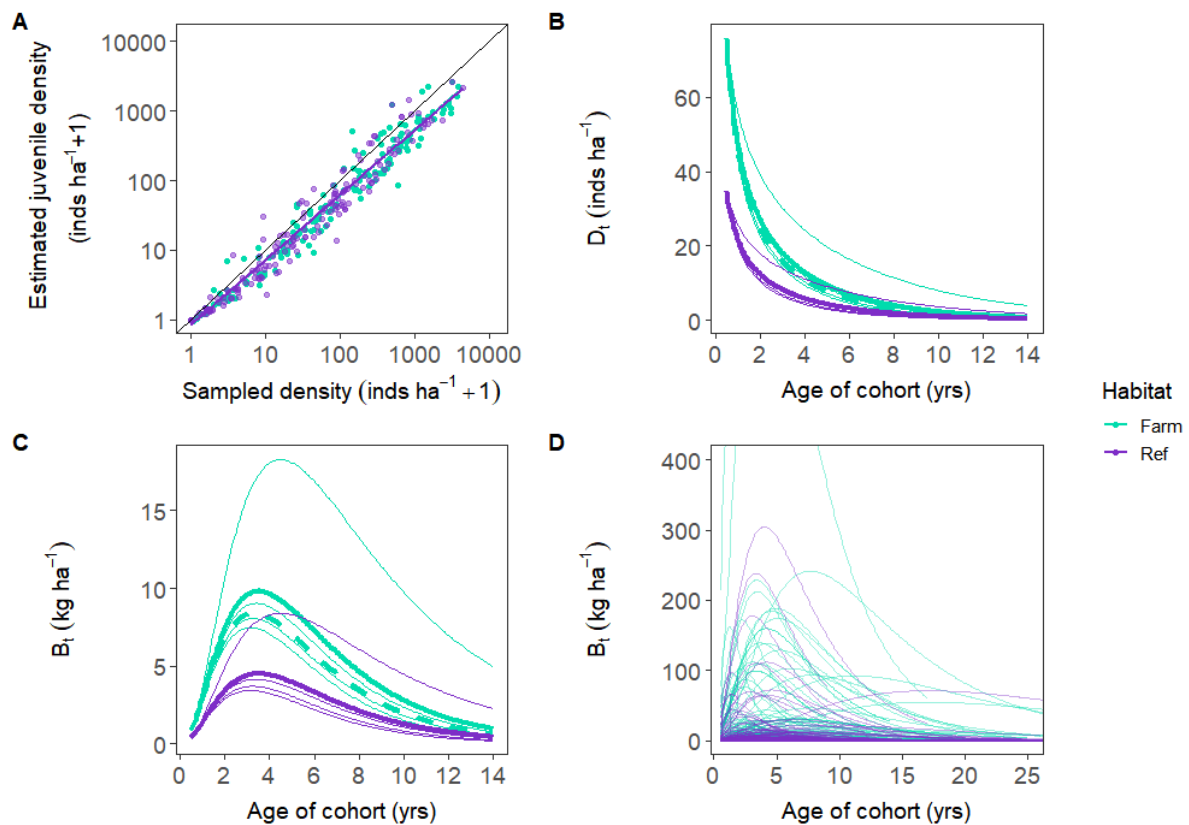 A
Estimated juvenile density
(inds ha⁻¹+1)
10000
1000
100
10
1
1 10 100 1000 10000
Sampled density (inds ha⁻¹ + 1)
B
Dₜ (inds ha⁻¹)
60
40
20
0
0 2 4 6 8 10 12 14
Age of cohort (yrs)
Habitat
Farm
Ref
C
Bₜ (kg ha⁻¹)
15
10
5
0
0 2 4 6 8 10 12 14
Age of cohort (yrs)
D
Bₜ (kg ha⁻¹)
400
300
200
100
0
0 5 10 15 20 25
Age of cohort (yrs)